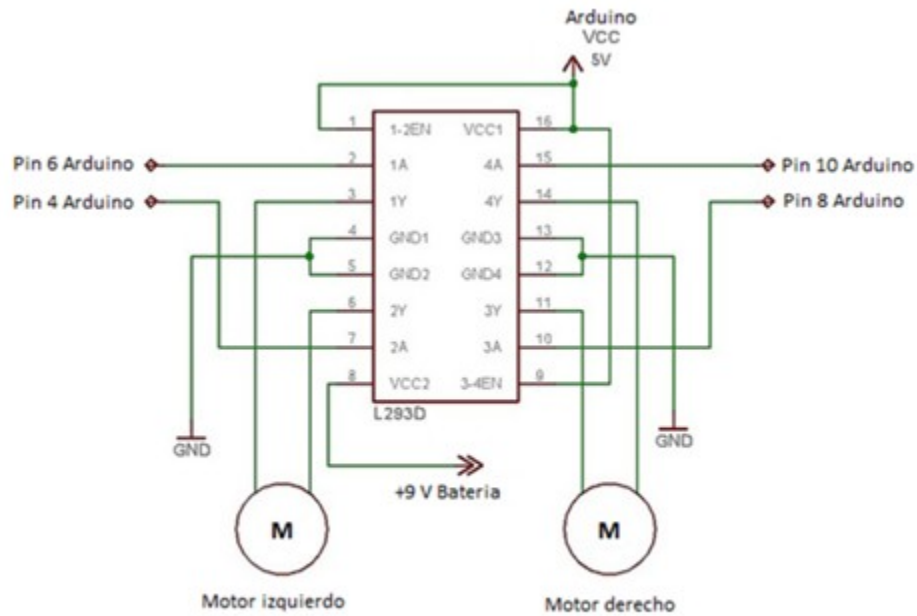 Arduino
VCC
5V
1 1-2EN VCC1 16
Pin 6 Arduino 2 1A 4A 15 Pin 10 Arduino
Pin 4 Arduino 3 1Y 4Y 14 Pin 8 Arduino
4 GND1 GND3 13
5 GND2 GND4 12
6 2Y 3Y 11
7 2A 3A 10
8 VCC2 3-4EN 9
L293D
GND GND
+9 V Bateria
M M
Motor izquierdo Motor derecho